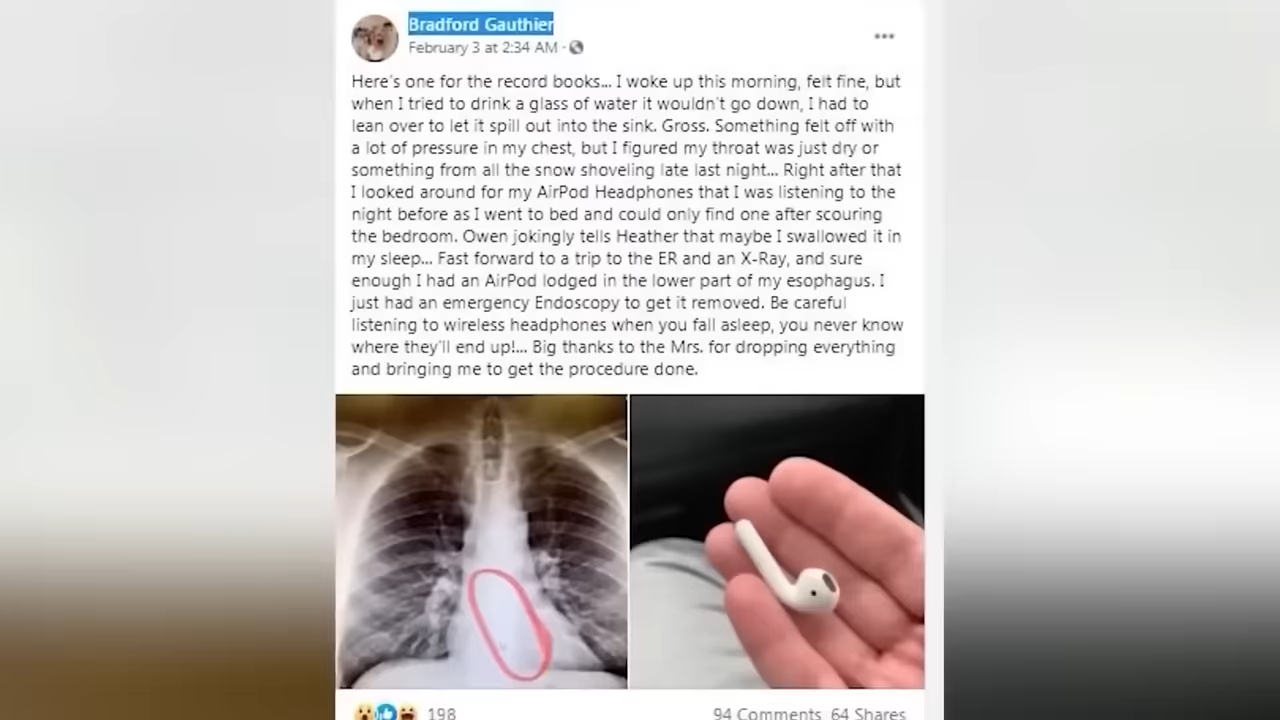 Bradford Gauthier
February 3 at 2:34 AM ·
Here's one for the record books... I woke up this morning, felt fine, but
when I tried to drink a glass of water it wouldn't go down, I had to
lean over to let it spill out into the sink. Gross. Something felt off with
a lot of pressure in my chest, but I figured my throat was just dry or
something from all the snow shoveling late last night... Right after that
I looked around for my AirPod Headphones that I was listening to the
night before as I went to bed and could only find one after scouring
the bedroom. Owen jokingly tells Heather that maybe I swallowed it in
my sleep... Fast forward to a trip to the ER and an X-Ray, and sure
enough I had an AirPod lodged in the lower part of my esophagus. I
just had an emergency Endoscopy to get it removed. Be careful
listening to wireless headphones when you fall asleep, you never know
where they'll end up!... Big thanks to the Mrs. for dropping everything
and bringing me to get the procedure done.
198
94 Comments 64 Shares